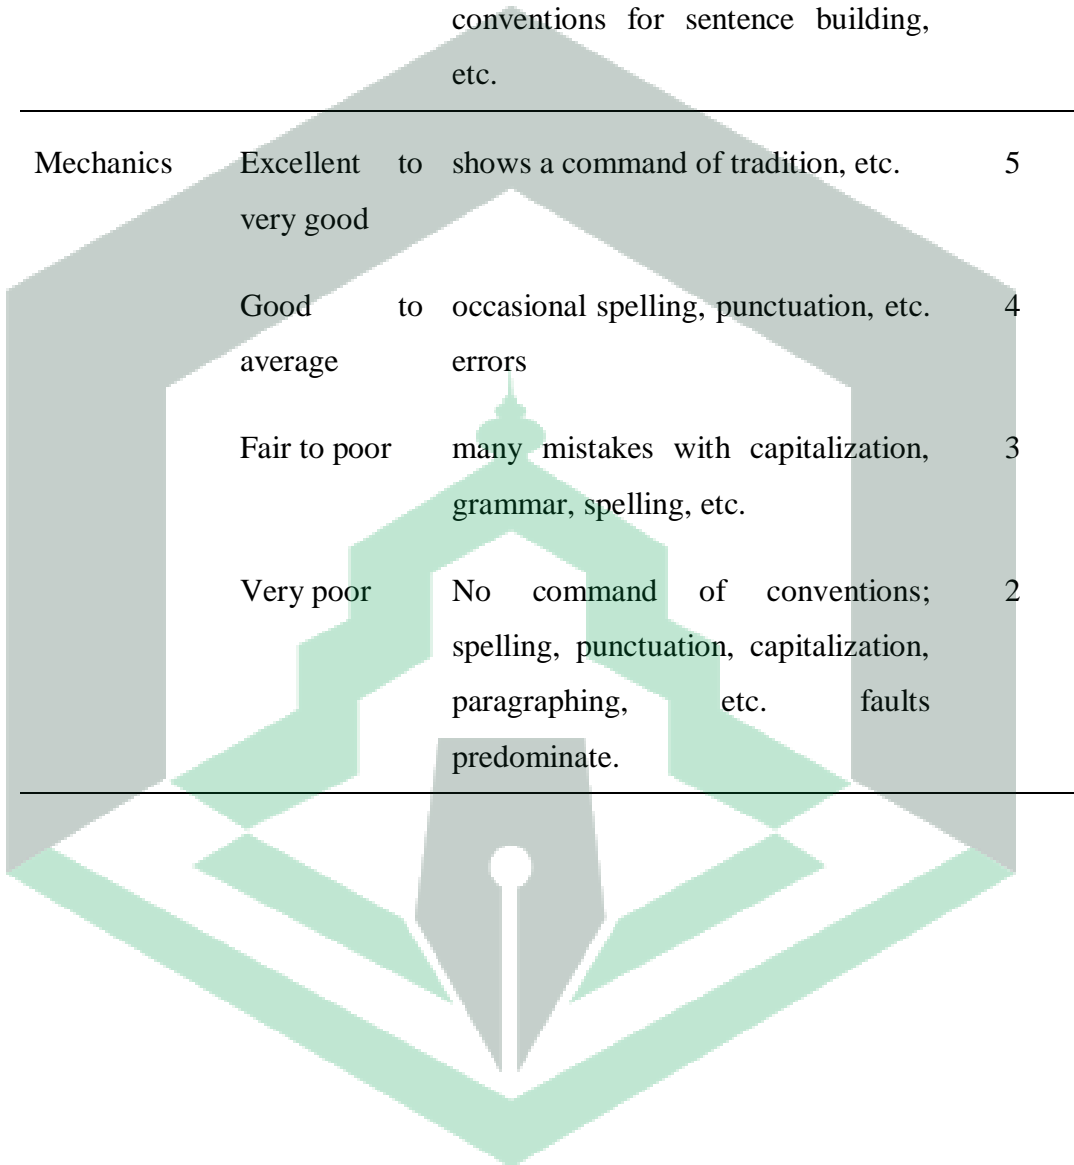 conventions for sentence building,
etc.
Mechanics Excellent to shows a command of tradition, etc. 5
very good
Good to occasional spelling, punctuation, etc. 4
average errors
Fair to poor many mistakes with capitalization, 3
grammar, spelling, etc.
Very poor No command of conventions; 2
spelling, punctuation, capitalization,
paragraphing, etc. faults
predominate.